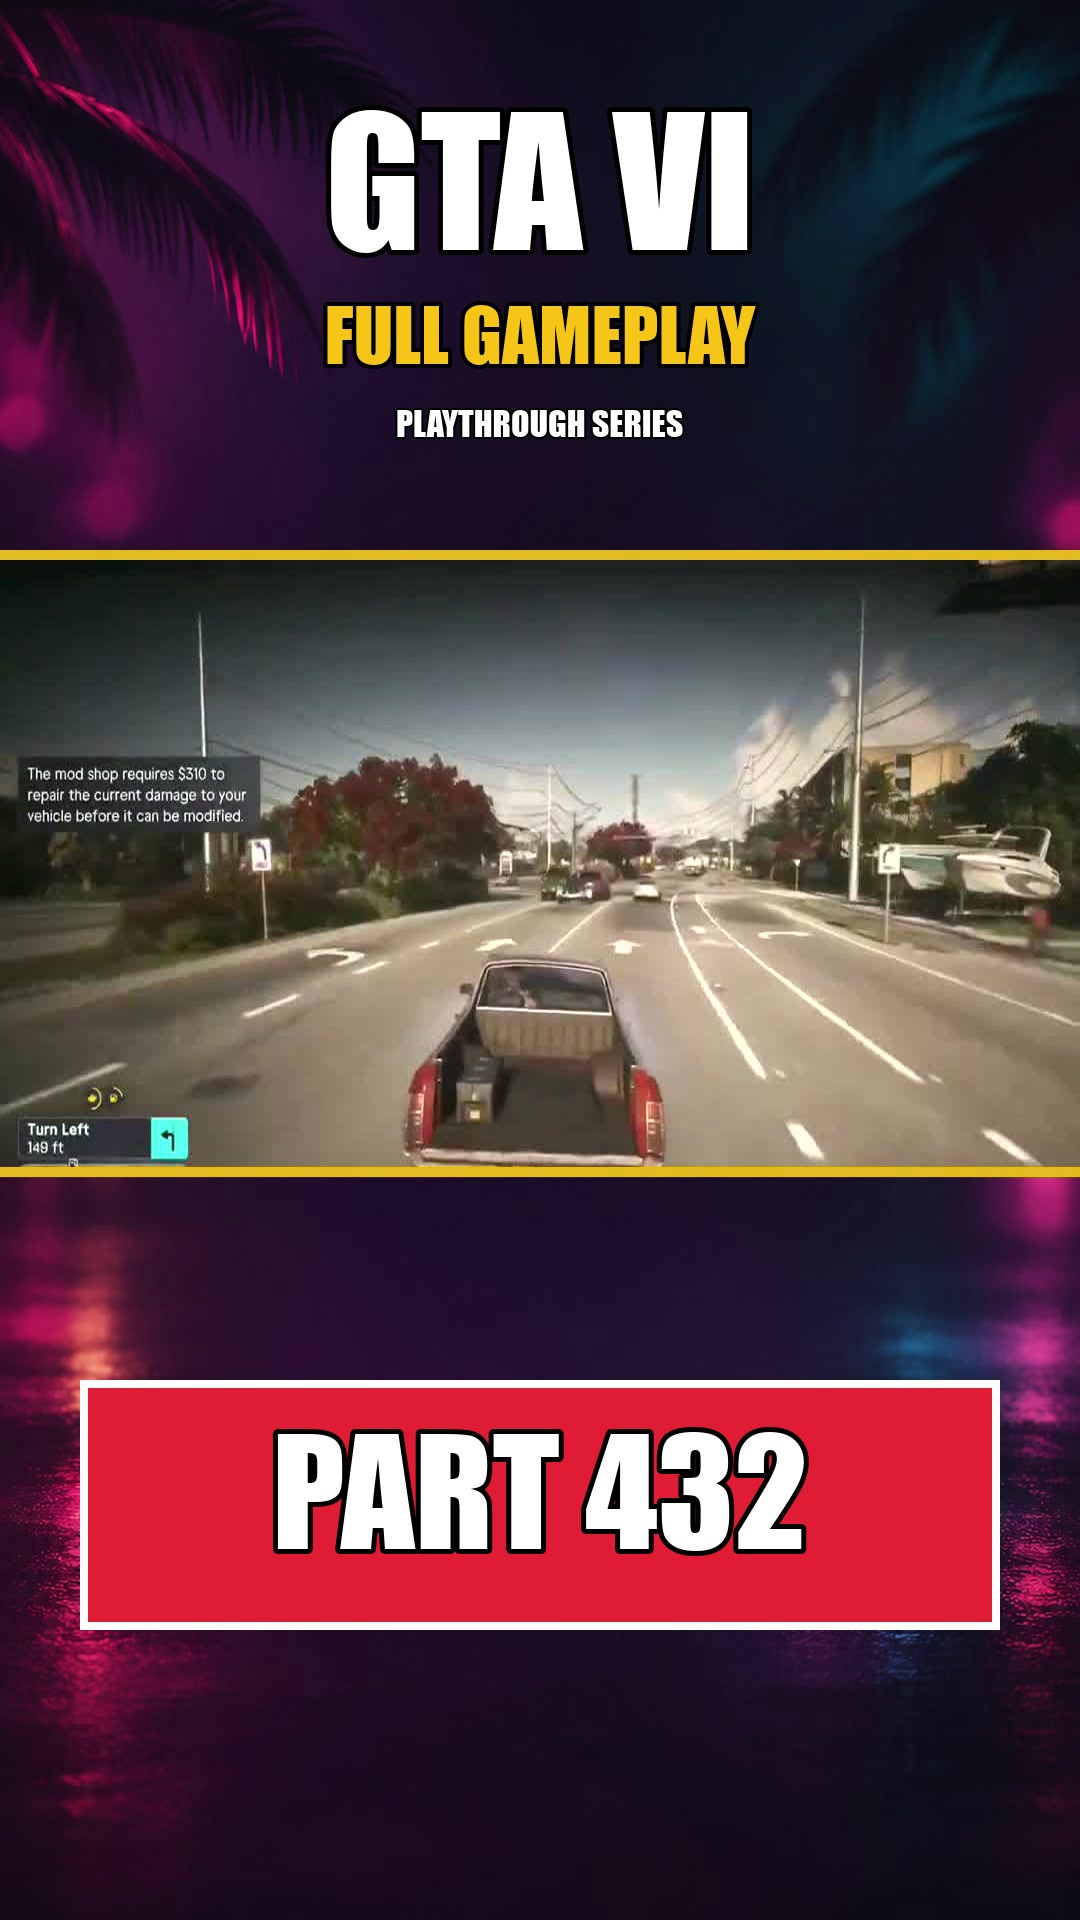 GTA VI
FULL GAMEPLAY
PLAYTHROUGH SERIES
The mod shop requires $310 to
repair the current damage to your
vehicle before it can be modified.
Turn Left
149 ft
PART 432